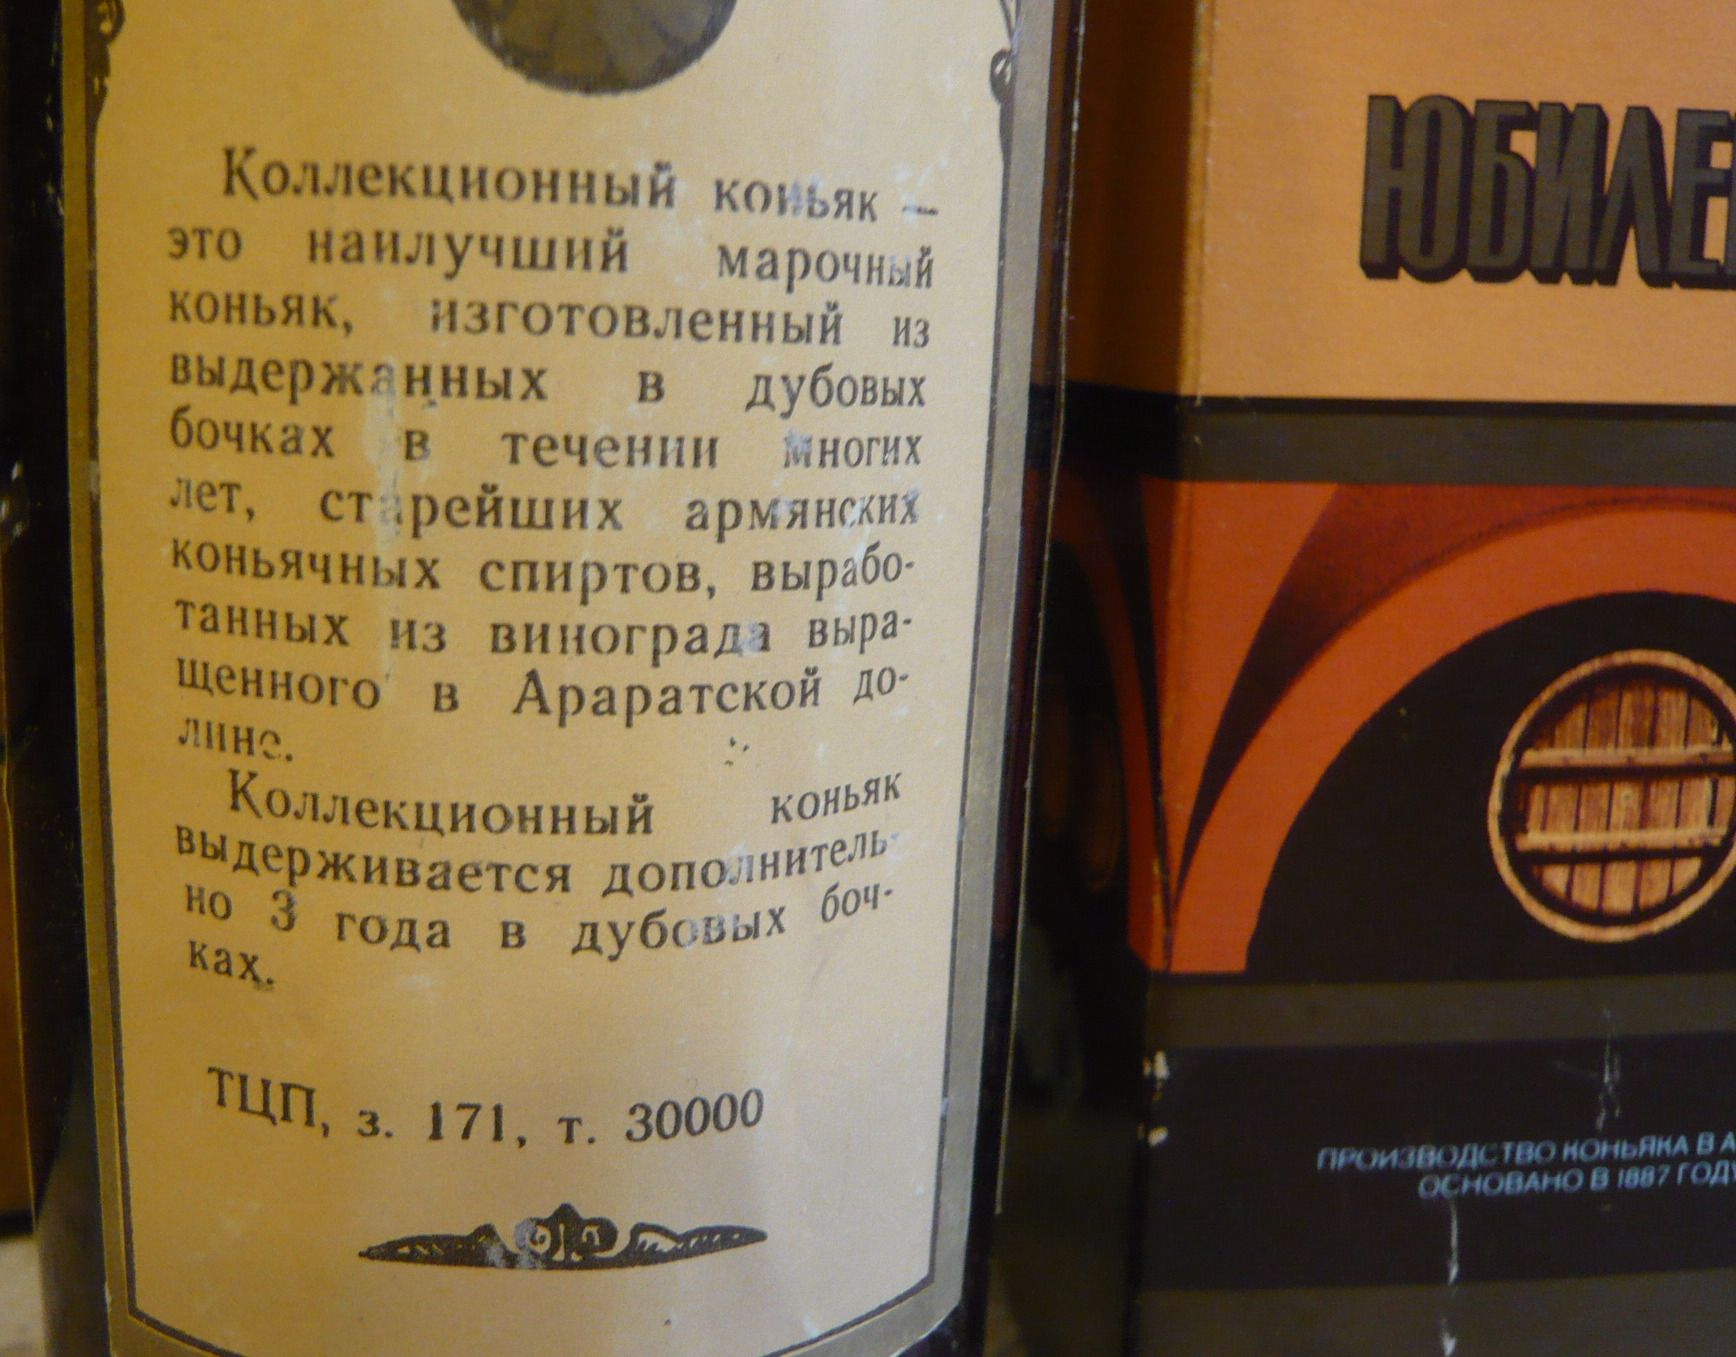 Коллекционный коньяк –
это наилучший марочный
коньяк, изготовленный из
выдержанных в дубовых
бочках в течении многих
лет, старейших армянских
коньячных спиртов, вырабо-
танных из винограда выра-
щенного в Араратской до-
лине.
Коллекционный коньяк
выдерживается дополнитель-
но 3 года в дубовых боч-
ках.
ТЦП, з. 171, т. 30000
ЮБИЛЕ
ПРОИЗВОДСТВО КОНЬЯКА В А
ОСНОВАНО В 1887 ГОДУ